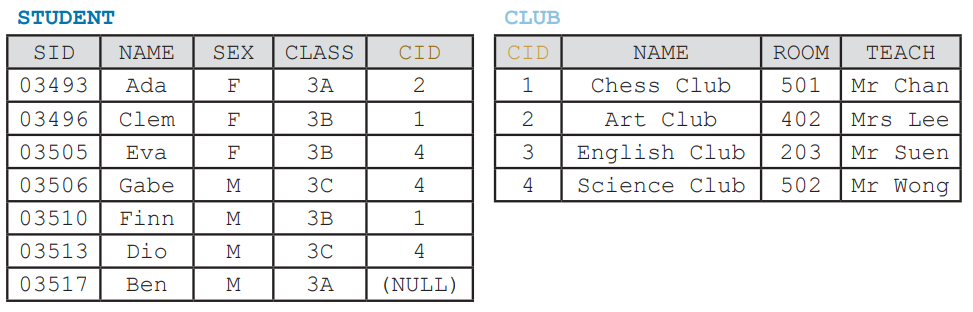 STUDENT
SID NAME SEX CLASS CID
03493 Ada F 3A 2
03496 Clem F 3B 1
03505 Eva F 3B 4
03506 Gabe M 3C 4
03510 Finn M 3B 1
03513 Dio M 3C 4
03517 Ben M 3A (NULL)
CLUB
CID NAME ROOM TEACH
1 Chess Club 501 Mr Chan
2 Art Club 402 Mrs Lee
3 English Club 203 Mr Suen
4 Science Club 502 Mr Wong